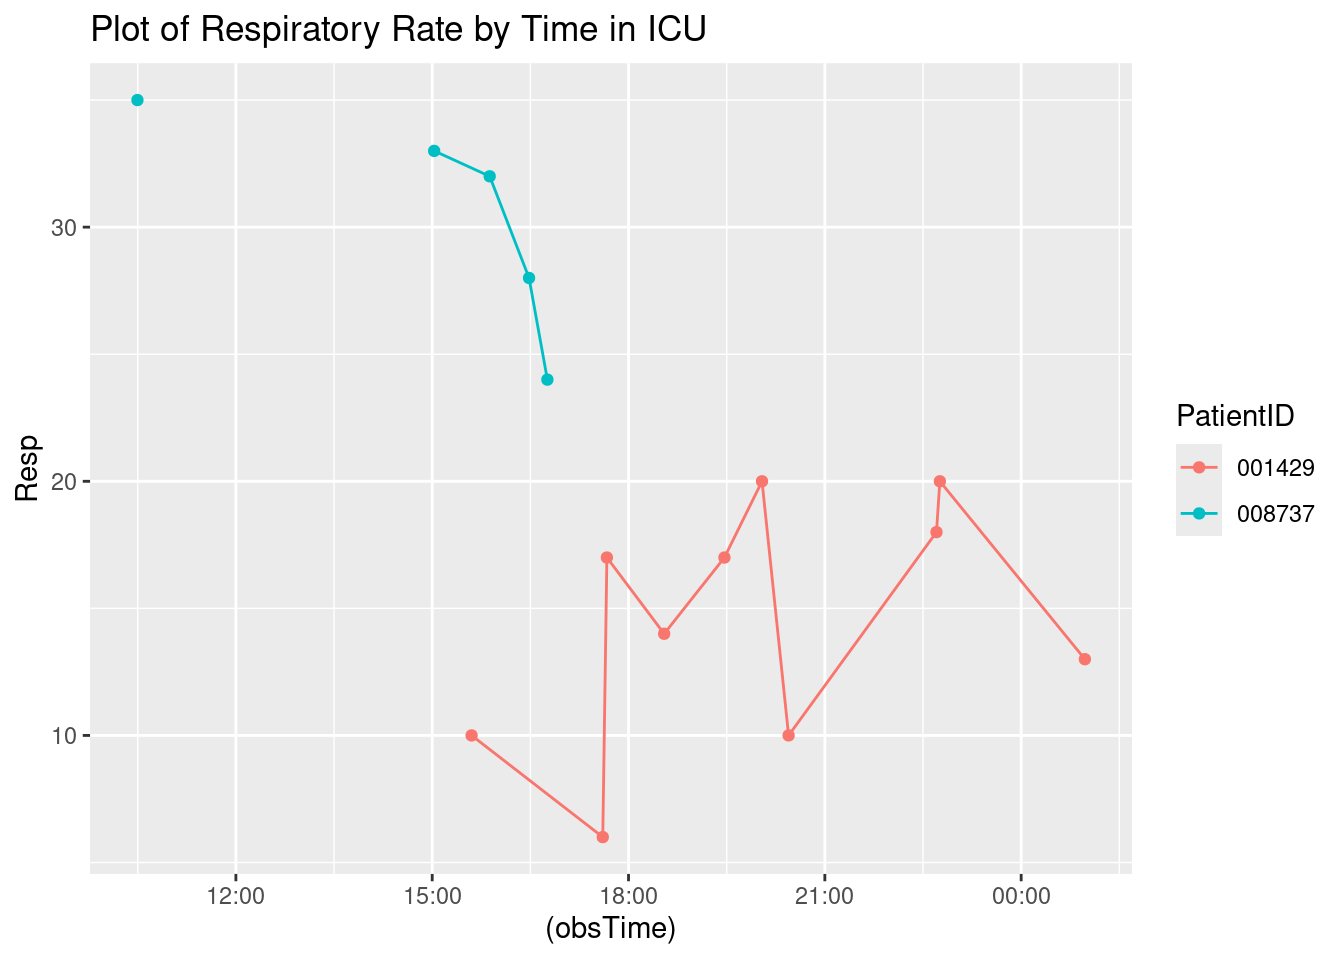 Plot of Respiratory Rate by Time in ICU
30
20
10
Resp
12:00 15:00 18:00 21:00 00:00
(obsTime)
PatientID
001429
008737